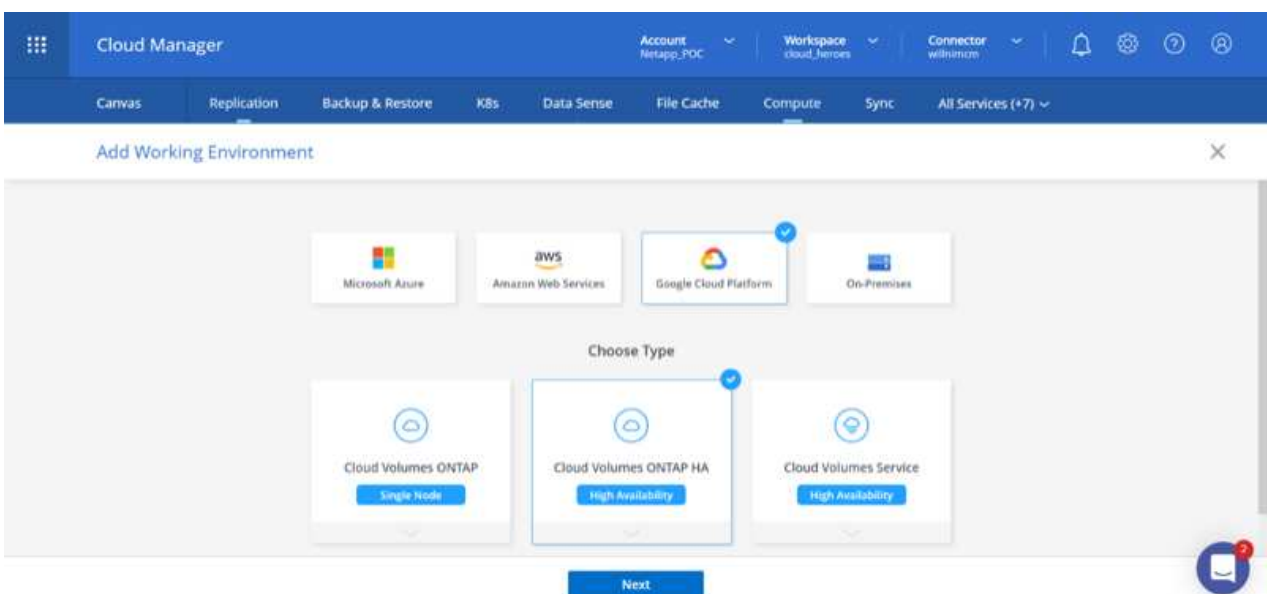 Cloud Manager
Account
Netapp_POC
Workspace
cloud_heroes
Connector
willnimcm
Canvas Replication Backup & Restore K8s Data Sense File Cache Compute Sync All Services (+7)
Add Working Environment
aws
Microsoft Azure Amazon Web Services Google Cloud Platform On-Premises
Choose Type
Cloud Volumes ONTAP Cloud Volumes ONTAP HA Cloud Volumes Service
Single Node High Availability High Availability
2
Next